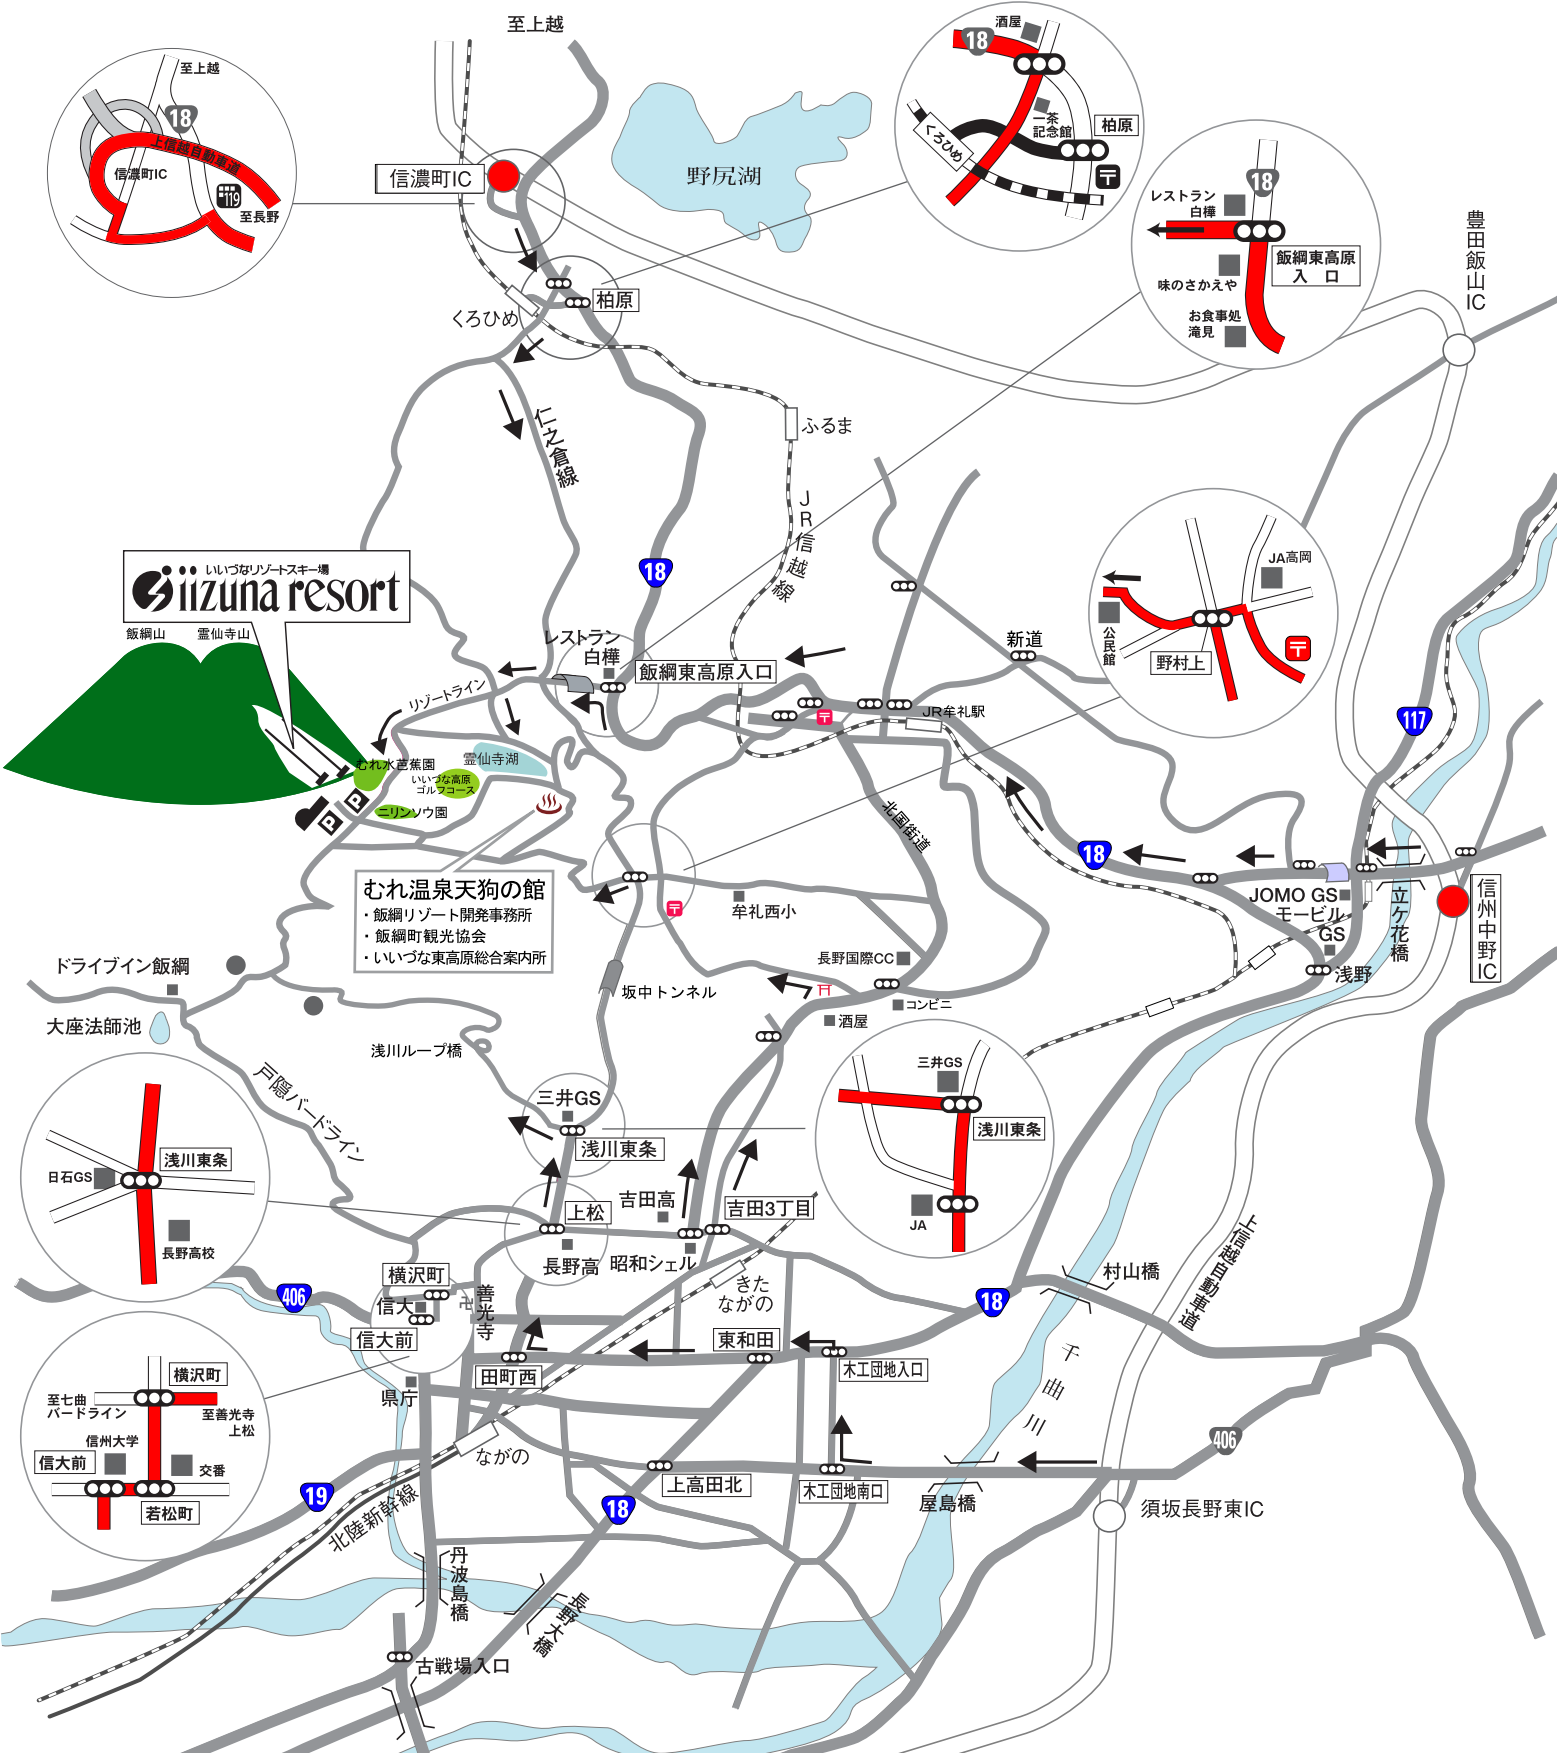 至上越
至上越
18
上信越自動車道
信濃町IC
119
至長野
信濃町IC
野尻湖
酒屋
18
一茶
記念館
柏原
くろひめ
〒
レストラン
白樺
18
飯綱東高原
入 口
味のさかえや
お食事処
滝見
豊田飯山IC
柏原
くろひめ
仁之倉線
ふるま
JR信越線
18
いいづなリゾートスキー場
iizuna resort
飯綱山
霊仙寺山
レストラン
白樺
飯綱東高原入口
リゾートライン
新道
JA高岡
公民館
野村上
〒
117
JR牟礼駅
〒
むれ水芭蕉園
いいづな高原
ゴルフコース
霊仙寺湖
ニリンソウ園
P
P
北国街道
18
むれ温泉天狗の館
・飯綱リゾート開発事務所
・飯綱町観光協会
・いいづな東高原総合案内所
〒
牟礼西小
長野国際CC
コンビニ
酒屋
JOMO GS
モービル
GS
浅野
立ケ花橋
信州中野IC
ドライブイン飯綱
大座法師池
坂中トンネル
浅川ループ橋
戸隠バードライン
三井GS
浅川東条
三井GS
浅川東条
JA
日石GS
浅川東条
長野高校
上松
長野高
吉田高
昭和シェル
吉田3丁目
きた
ながの
406
横沢町
信大
信大前
卍
善光寺
県庁
田町西
東和田
木工団地入口
18
村山橋
上信越自動車道
千曲川
横沢町
至七曲
バードライン
至善光寺
上松
信州大学
信大前
交番
若松町
19
ながの
北陸新幹線
上高田北
18
木工団地南口
屋島橋
406
須坂長野東IC
丹波島橋
長野大橋
古戦場入口